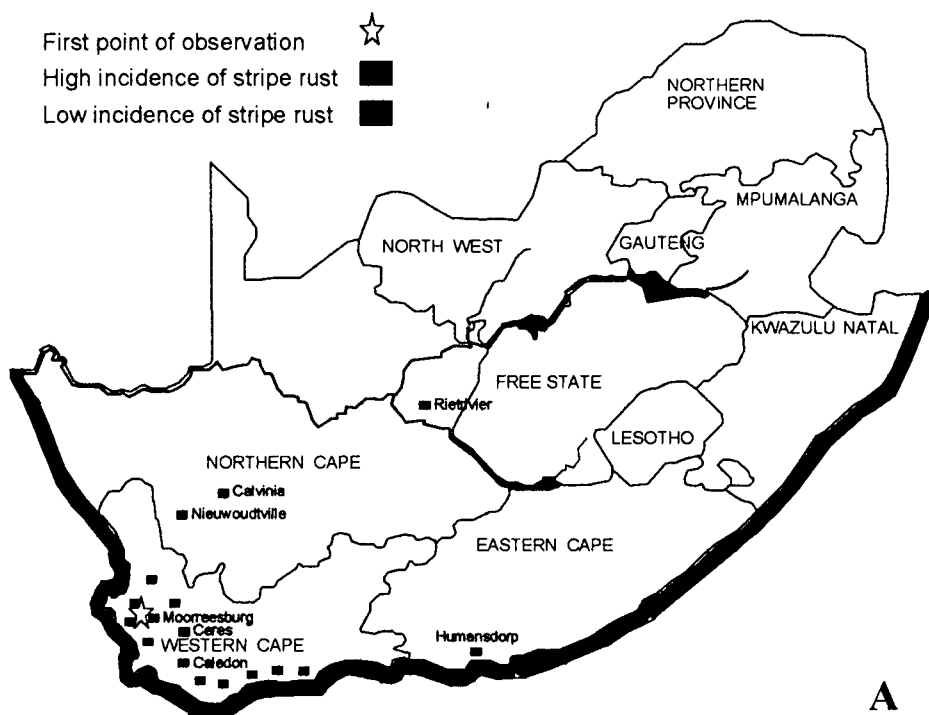 First point of observation
High incidence of stripe rust
Low incidence of stripe rust
NORTHERN
PROVINCE
MPUMALANGA
NORTH WEST
GAUTENG
KWAZULU NATAL
FREE STATE
Rietrivier
LESOTHO
NORTHERN CAPE
Calvinia
Nieuwoudtville
EASTERN CAPE
Moorreesburg
Ceres
WESTERN CAPE
Humansdorp
Caledon
A